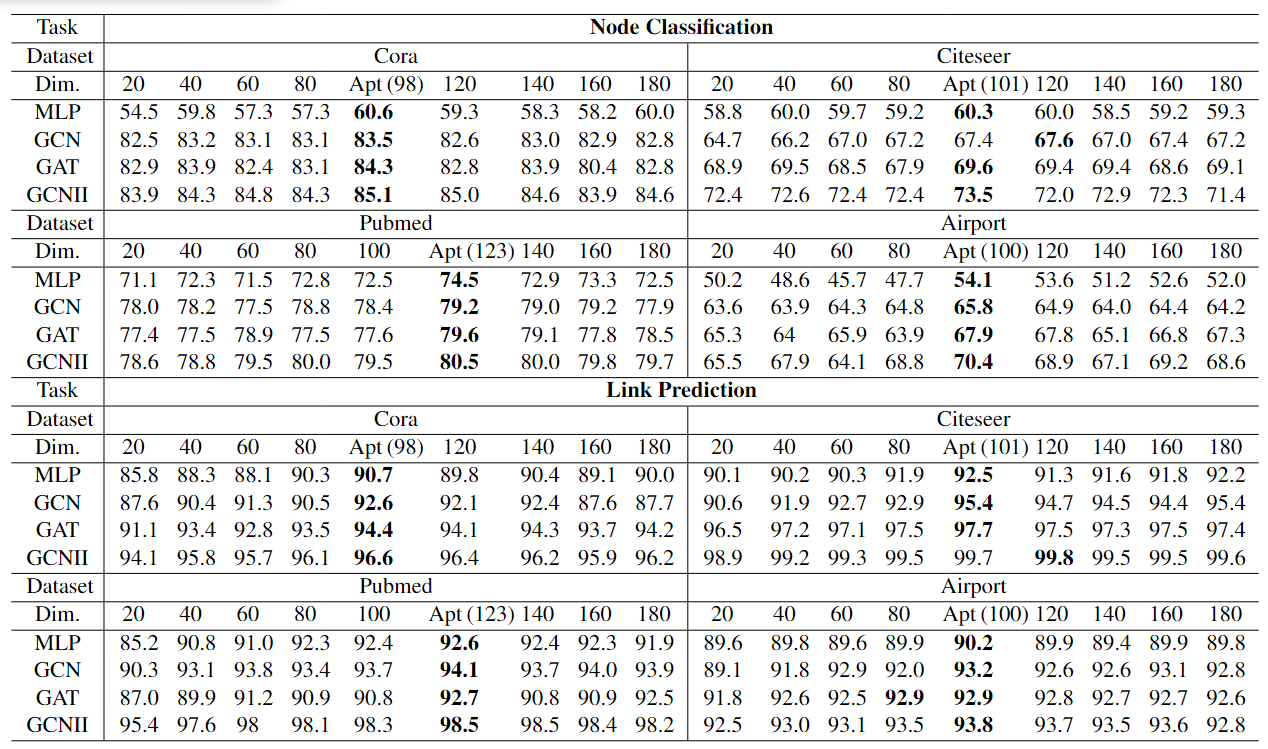 Task Node Classification
Dataset Cora Citeseer
Dim. 20 40 60 80 Apt (98) 120 140 160 180 20 40 60 80 Apt (101) 120 140 160 180
MLP 54.5 59.8 57.3 57.3 60.6 59.3 58.3 58.2 60.0 58.8 60.0 59.7 59.2 60.3 60.0 58.5 59.2 59.3
GCN 82.5 83.2 83.1 83.1 83.5 82.6 83.0 82.9 82.8 64.7 66.2 67.0 67.2 67.4 67.6 67.0 67.4 67.2
GAT 82.9 83.9 82.4 83.1 84.3 82.8 83.9 80.4 82.8 68.9 69.5 68.5 67.9 69.6 69.4 69.4 68.6 69.1
GCNII 83.9 84.3 84.8 84.3 85.1 85.0 84.6 83.9 84.6 72.4 72.6 72.4 72.4 73.5 72.0 72.9 72.3 71.4
Dataset Pubmed Airport
Dim. 20 40 60 80 100 Apt (123) 140 160 180 20 40 60 80 Apt (100) 120 140 160 180
MLP 71.1 72.3 71.5 72.8 72.5 74.5 72.9 73.3 72.5 50.2 48.6 45.7 47.7 54.1 53.6 51.2 52.6 52.0
GCN 78.0 78.2 77.5 78.8 78.4 79.2 79.0 79.2 77.9 63.6 63.9 64.3 64.8 65.8 64.9 64.0 64.4 64.2
GAT 77.4 77.5 78.9 77.5 77.6 79.6 79.1 77.8 78.5 65.3 64 65.9 63.9 67.9 67.8 65.1 66.8 67.3
GCNII 78.6 78.8 79.5 80.0 79.5 80.5 80.0 79.8 79.7 65.5 67.9 64.1 68.8 70.4 68.9 67.1 69.2 68.6
Task Link Prediction
Dataset Cora Citeseer
Dim. 20 40 60 80 Apt (98) 120 140 160 180 20 40 60 80 Apt (101) 120 140 160 180
MLP 85.8 88.3 88.1 90.3 90.7 89.8 90.4 89.1 90.0 90.1 90.2 90.3 91.9 92.5 91.3 91.6 91.8 92.2
GCN 87.6 90.4 91.3 90.5 92.6 92.1 92.4 87.6 87.7 90.6 91.9 92.7 92.9 95.4 94.7 94.5 94.4 95.4
GAT 91.1 93.4 92.8 93.5 94.4 94.1 94.3 93.7 94.2 96.5 97.2 97.1 97.5 97.7 97.5 97.3 97.5 97.4
GCNII 94.1 95.8 95.7 96.1 96.6 96.4 96.2 95.9 96.2 98.9 99.2 99.3 99.5 99.7 99.8 99.5 99.5 99.6
Dataset Pubmed Airport
Dim. 20 40 60 80 100 Apt (123) 140 160 180 20 40 60 80 Apt (100) 120 140 160 180
MLP 85.2 90.8 91.0 92.3 92.4 92.6 92.4 92.3 91.9 89.6 89.8 89.6 89.9 90.2 89.9 89.4 89.9 89.8
GCN 90.3 93.1 93.8 93.4 93.7 94.1 93.7 94.0 93.9 89.1 91.8 92.9 92.0 93.2 92.6 92.6 93.1 92.8
GAT 87.0 89.9 91.2 90.9 90.8 92.7 90.8 90.9 92.5 91.8 92.6 92.5 92.9 92.9 92.8 92.7 92.7 92.6
GCNII 95.4 97.6 98 98.1 98.3 98.5 98.5 98.4 98.2 92.5 93.0 93.1 93.5 93.8 93.7 93.5 93.6 92.8